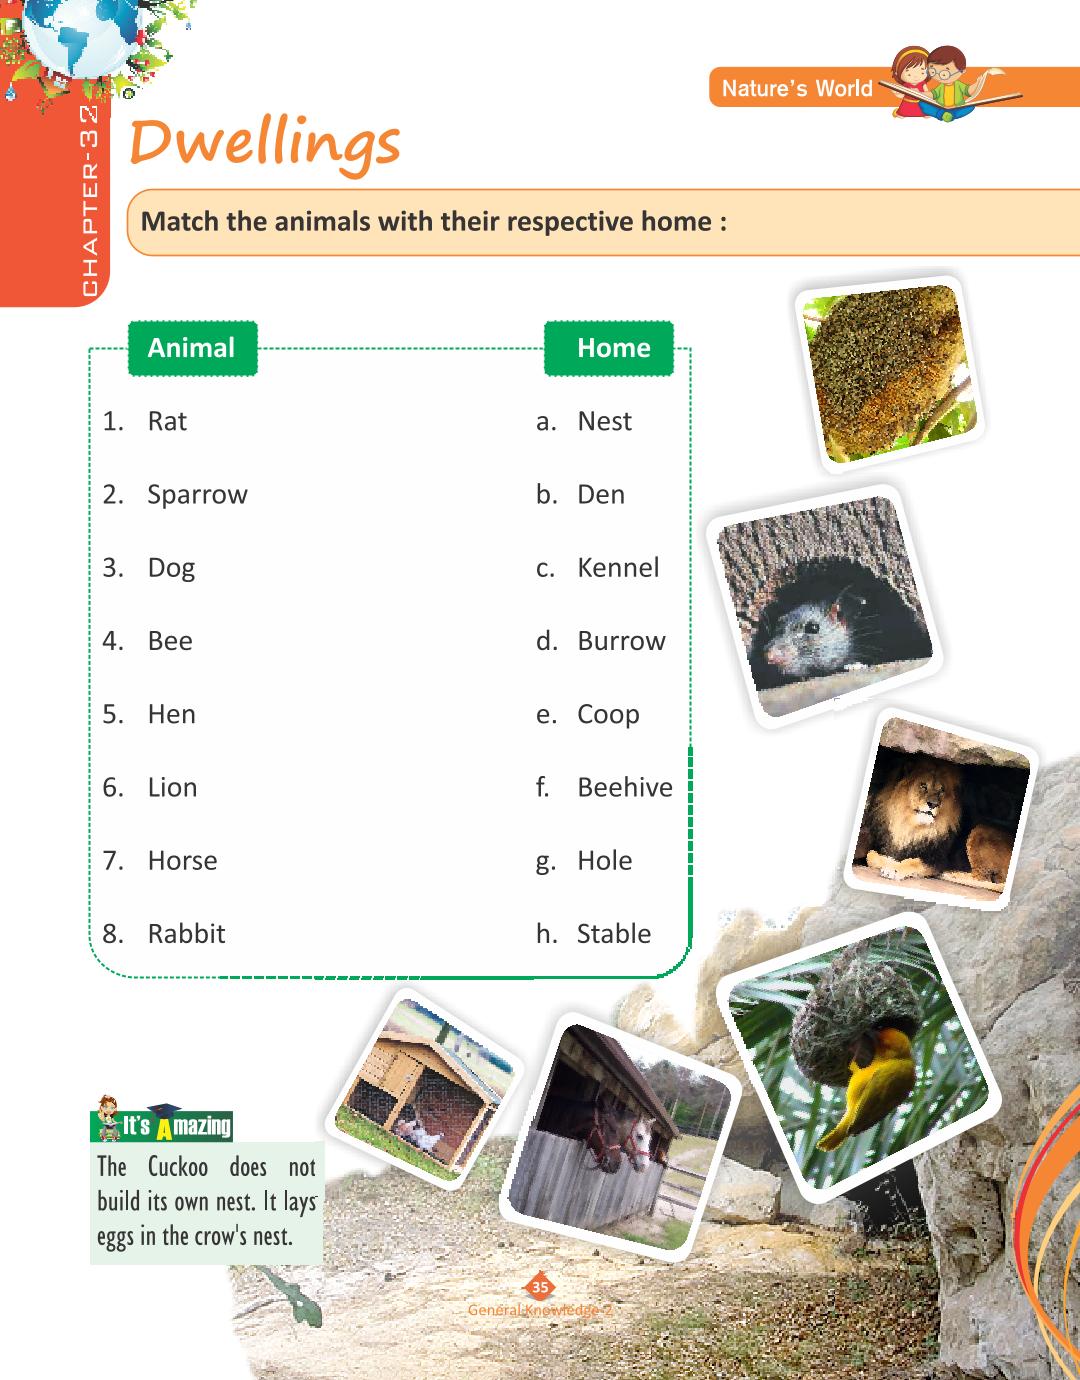 Nature's World
CHAPTER-32
Dwellings
Match the animals with their respective home :
Animal Home
1. Rat a. Nest
2. Sparrow b. Den
3. Dog c. Kennel
4. Bee d. Burrow
5. Hen e. Coop
6. Lion f. Beehive
7. Horse g. Hole
8. Rabbit h. Stable
It's Amazing
The Cuckoo does not
build its own nest. It lays
eggs in the crow's nest.
35
General Knowledge-2